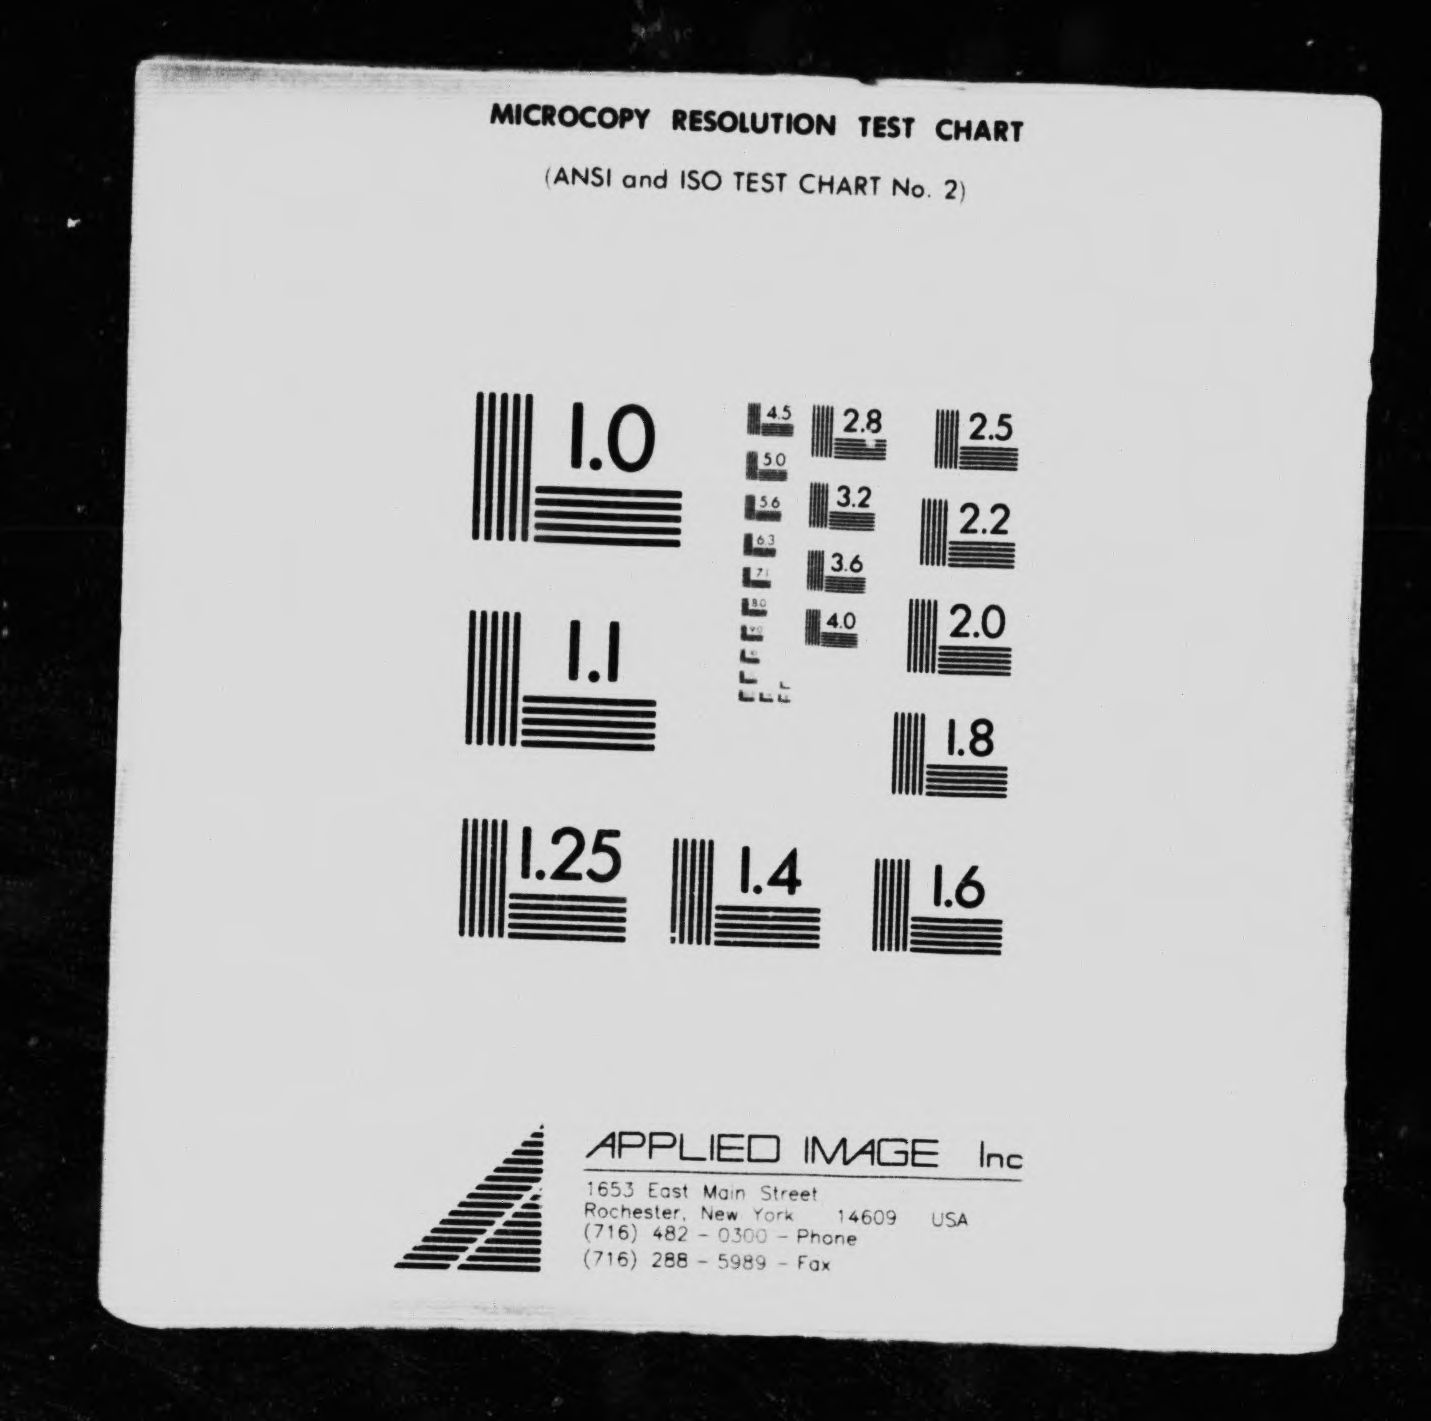 MICROCOPY RESOLUTION TEST CHART
(ANSI and ISO TEST CHART No. 2)
1.0
4.5
2.8
2.5
5.0
5.6
3.2
2.2
6.3
3.6
7.1
8.0
4.0
2.0
9.0
1.1
1.8
1.25
1.4
1.6
APPLIED IMAGE Inc
1653 East Main Street
Rochester, New York 14609 USA
(716) 482 - 0300 - Phone
(716) 288 - 5989 - Fax